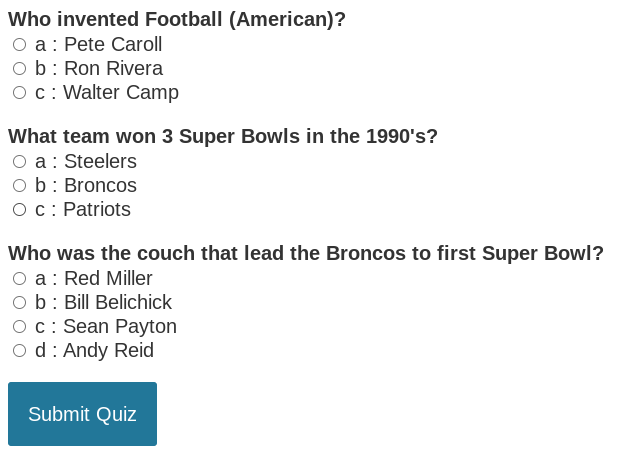 Who invented Football (American)?
a : Pete Caroll
b : Ron Rivera
c : Walter Camp
What team won 3 Super Bowls in the 1990's?
a : Steelers
b : Broncos
c : Patriots
Who was the couch that lead the Broncos to first Super Bowl?
a : Red Miller
b : Bill Belichick
c : Sean Payton
d : Andy Reid
Submit Quiz